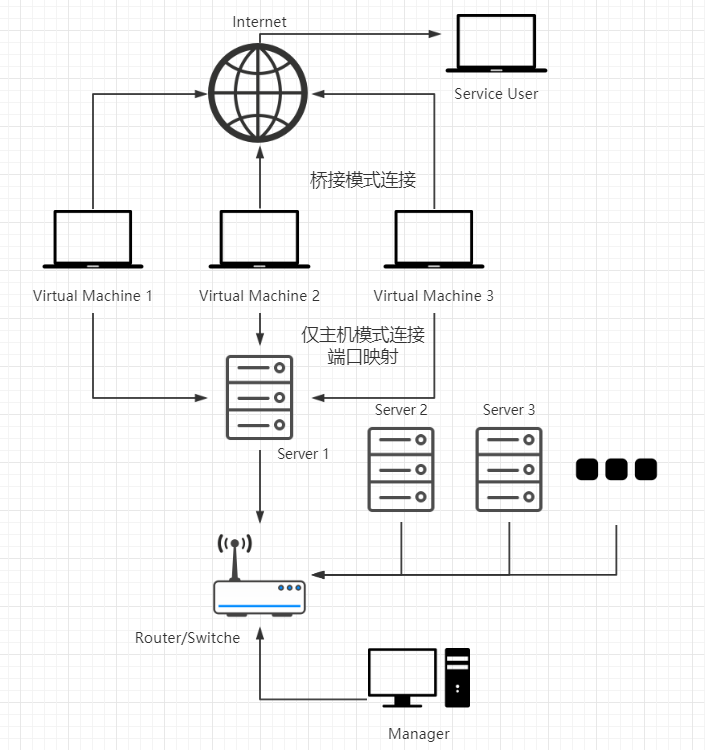 Internet
Service User
桥接模式连接
Virtual Machine 1
Virtual Machine 2
Virtual Machine 3
仅主机模式连接
端口映射
Server 2
Server 3
Server 1
Router/Switche
Manager